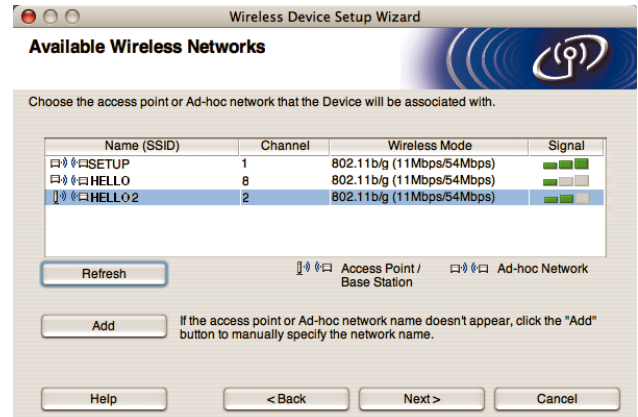 Wireless Device Setup Wizard
Available Wireless Networks
Choose the access point or Ad-hoc network that the Device will be associated with.
Name (SSID) Channel Wireless Mode Signal
SETUP 1 802.11b/g (11Mbps/54Mbps)
HELLO 8 802.11b/g (11Mbps/54Mbps)
HELLO2 2 802.11b/g (11Mbps/54Mbps)
Refresh
Access Point /
Base Station
Ad-hoc Network
Add
If the access point or Ad-hoc network name doesn't appear, click the "Add"
button to manually specify the network name.
Help < Back Next > Cancel